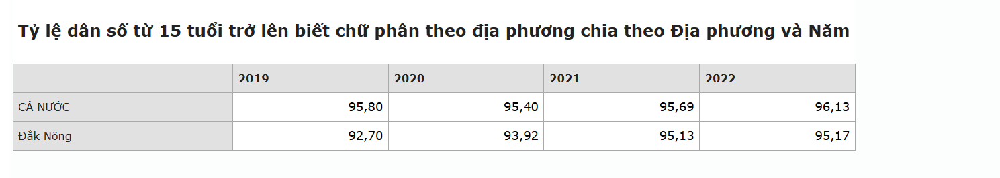 Tỷ lệ dân số từ 15 tuổi trở lên biết chữ phân theo địa phương chia theo Địa phương và Năm
2019 2020 2021 2022
CẢ NƯỚC 95,80 95,40 95,69 96,13
Đắk Nông 92,70 93,92 95,13 95,17